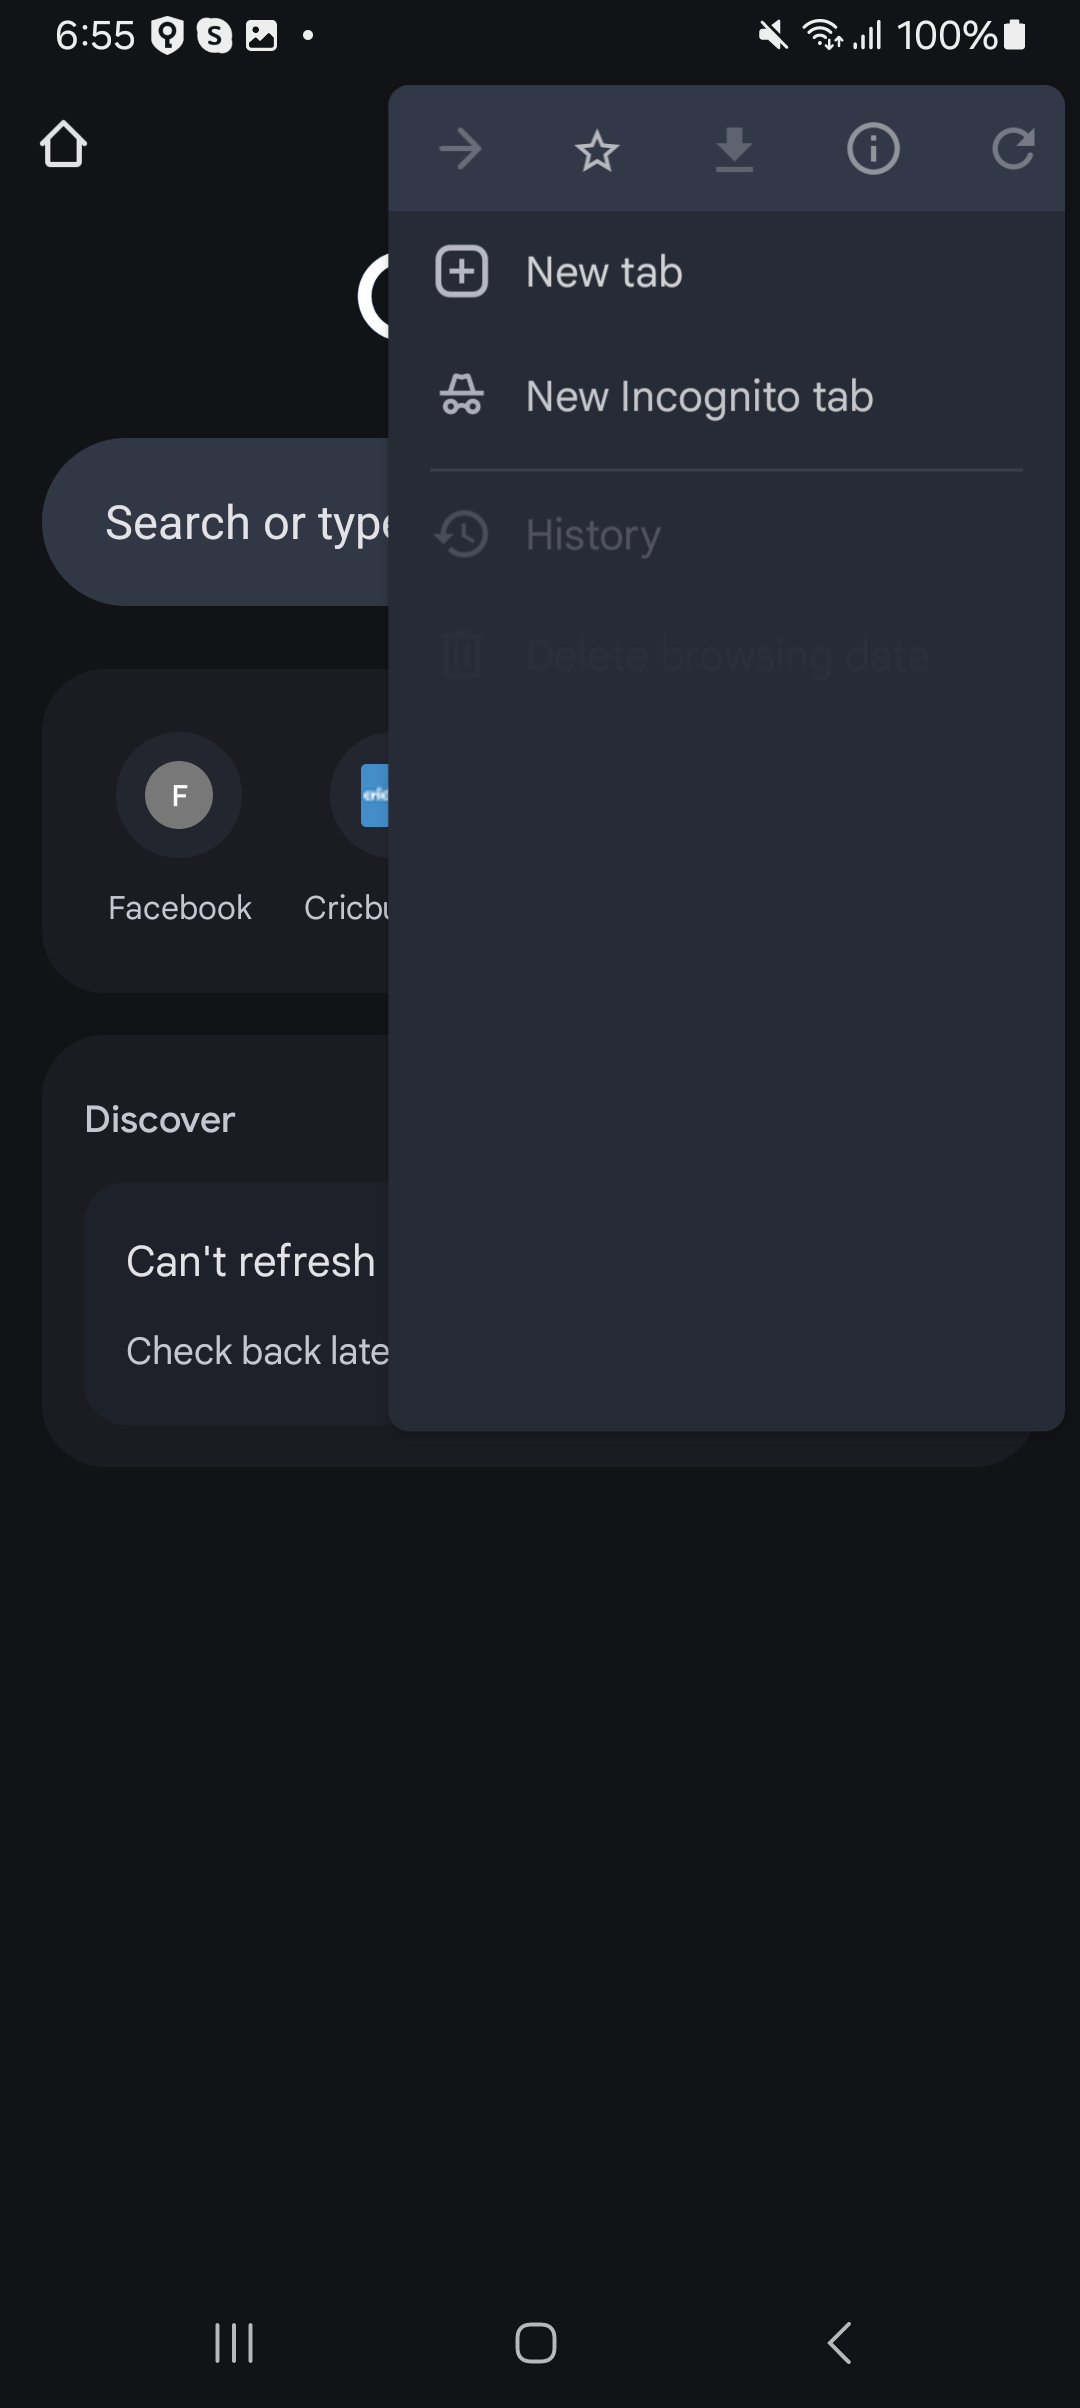 6:55
100%
New tab
New Incognito tab
Search or type
History
Delete browsing data
F
cric
Facebook
Cricbu
Discover
Can't refresh
Check back late